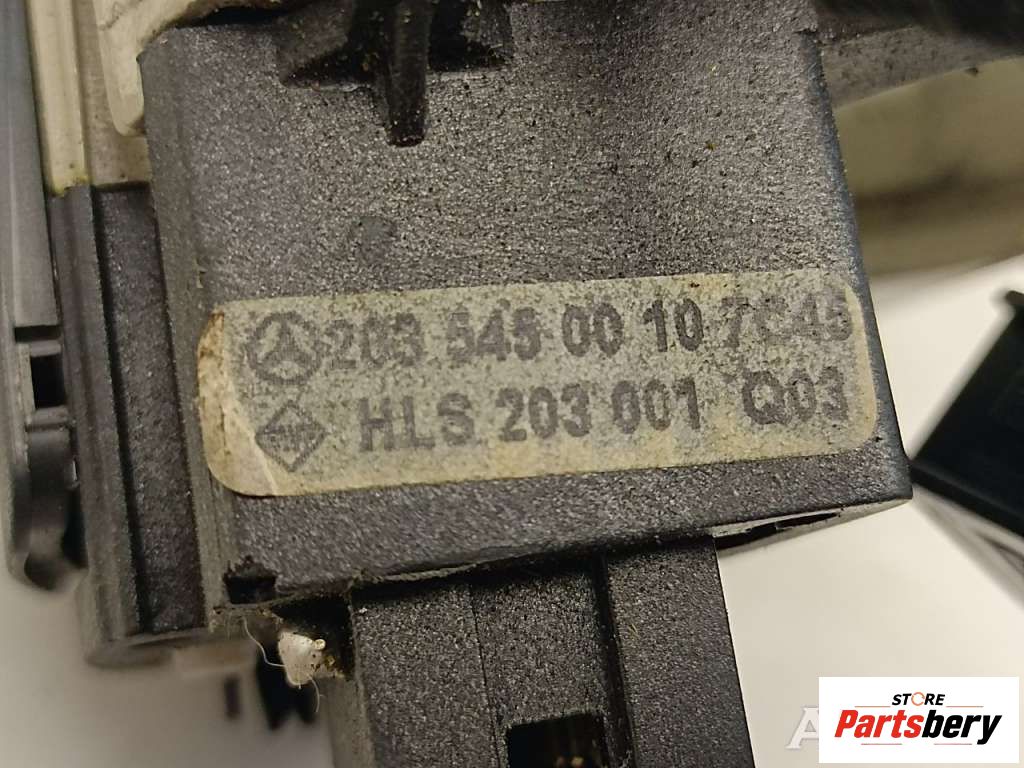 203 545 00 10 7C45
HLS 203 001 Q03
STORE
Partsbery